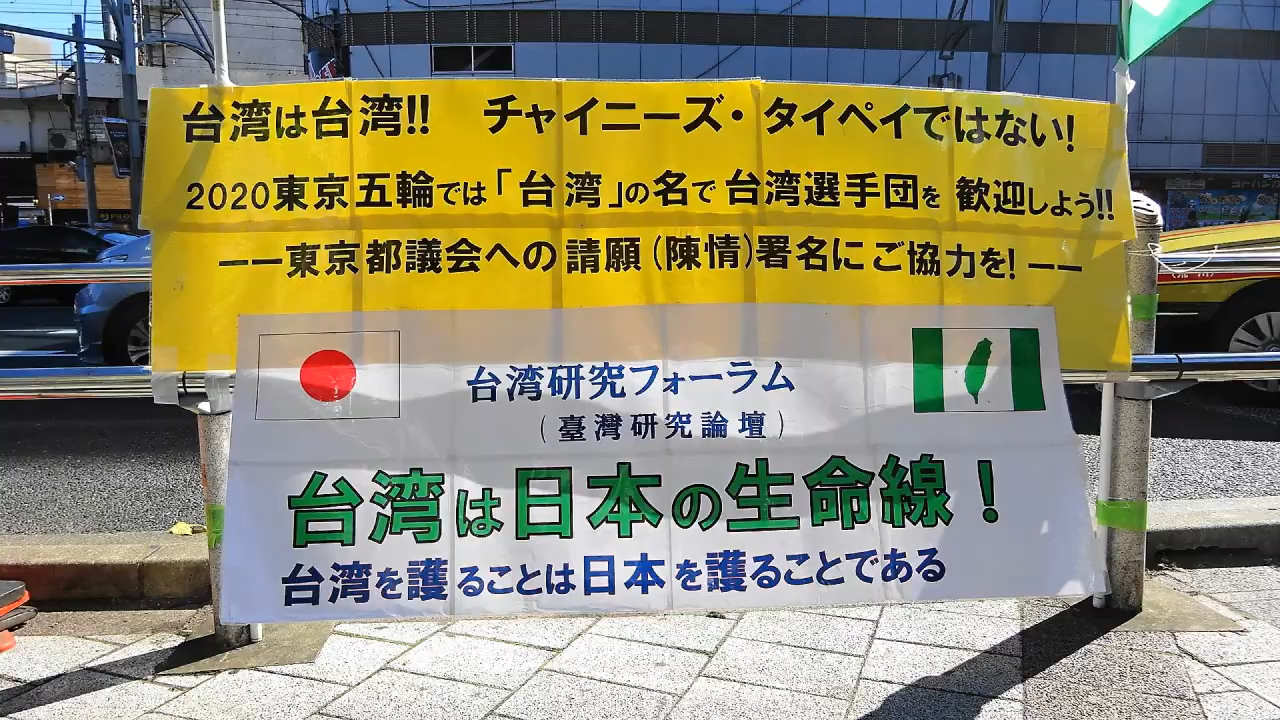 台湾は台湾!! チャイニーズ・タイペイではない!
2020東京五輪では「台湾」の名で台湾選手団を歓迎しよう!!
ーー東京都議会への請願(陳情)署名にご協力を!ーー
台湾研究フォーラム
(臺灣研究論壇)
台湾は日本の生命線!
台湾を護ることは日本を護ることである